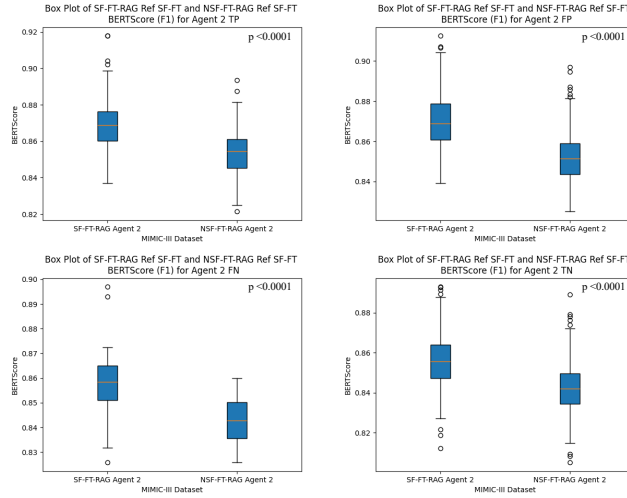 Box Plot of SF-FT-RAG Ref SF-FT and NSF-FT-RAG Ref SF-FT
BERTScore (F1) for Agent 2 TP
p <0.0001
0.92
0.90
0.88
0.86
0.84
0.82
BERTScore
SF-FT-RAG Agent 2
NSF-FT-RAG Agent 2
MIMIC-III Dataset
Box Plot of SF-FT-RAG Ref SF-FT and NSF-FT-RAG Ref SF-F
BERTScore (F1) for Agent 2 FP
p <0.0001
0.90
0.88
0.86
0.84
BERTScore
SF-FT-RAG Agent 2
NSF-FT-RAG Agent 2
MIMIC-III Dataset
Box Plot of SF-FT-RAG Ref SF-FT and NSF-FT-RAG Ref SF-FT
BERTScore (F1) for Agent 2 FN
p <0.0001
0.90
0.89
0.88
0.87
0.86
0.85
0.84
0.83
BERTScore
SF-FT-RAG Agent 2
NSF-FT-RAG Agent 2
MIMIC-III Dataset
Box Plot of SF-FT-RAG Ref SF-FT and NSF-FT-RAG Ref SF-F
BERTScore (F1) for Agent 2 TN
p <0.0001
0.88
0.86
0.84
0.82
BERTScore
SF-FT-RAG Agent 2
NSF-FT-RAG Agent 2
MIMIC-III Dataset